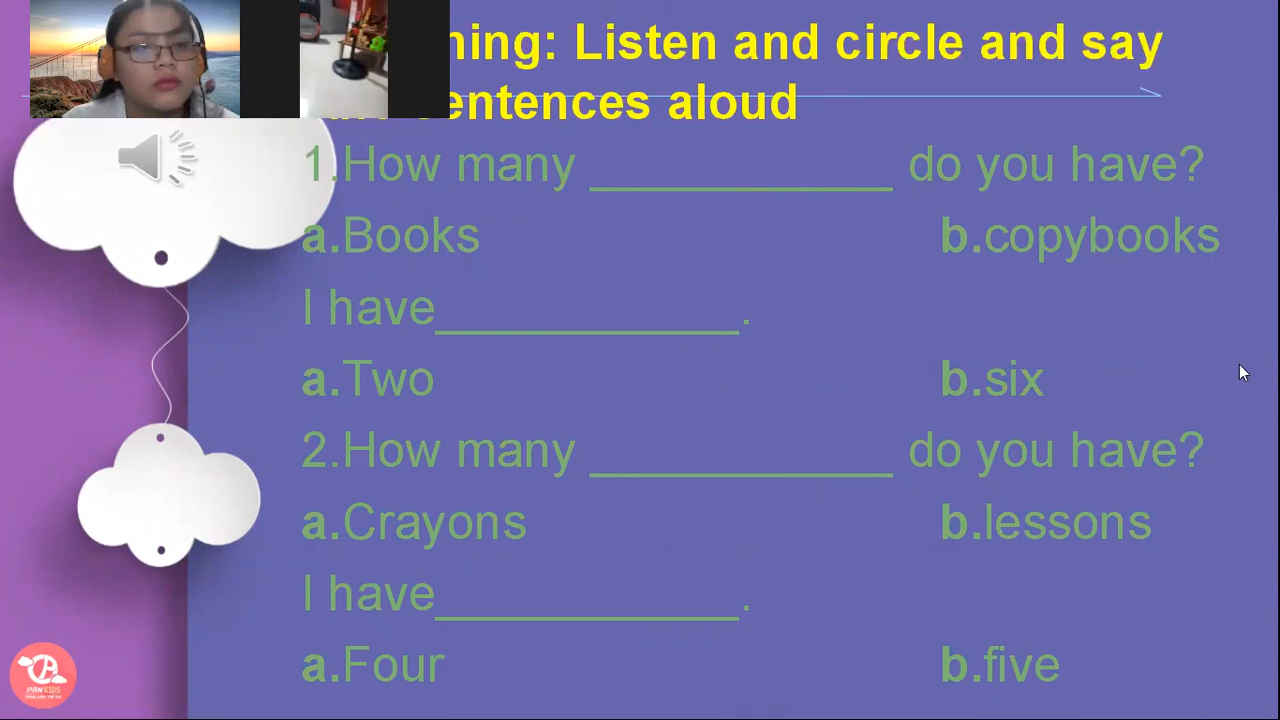 ning: Listen and circle and say
entences aloud
1.How many ____________ do you have?
a.Books b.copybooks
I have____________.
a.Two b.six
2.How many ____________ do you have?
a.Crayons b.lessons
I have____________.
a.Four b.five
PANKIDS